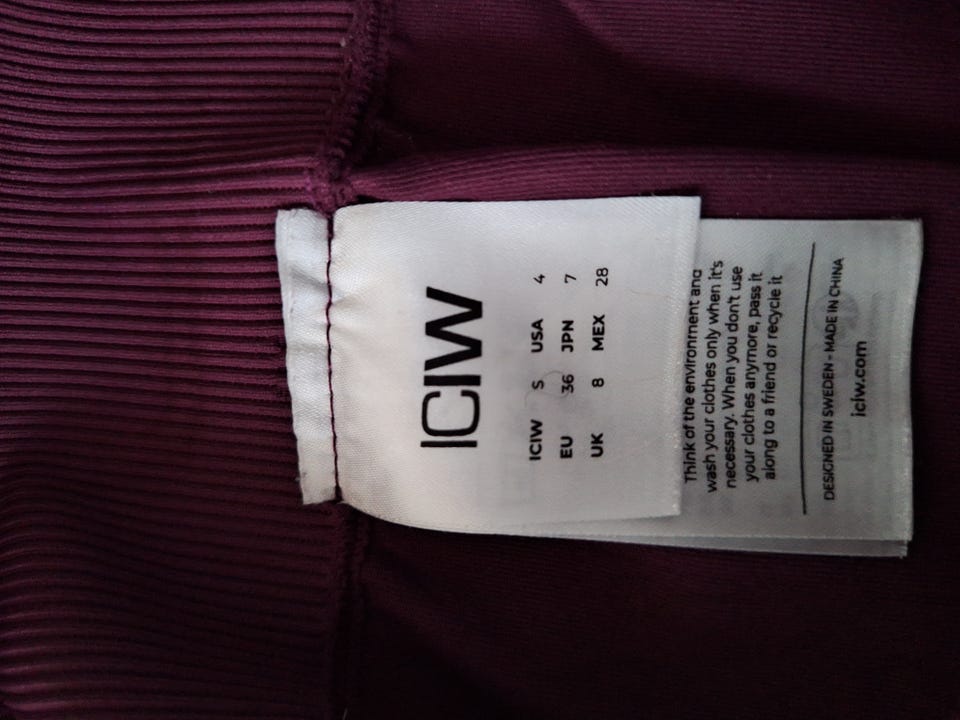 ICIW
ICIW S USA 4
EU 36 JPN 7
UK 8 MEX 28
Think of the environment and
wash your clothes only when it's
necessary. When you don't use
your clothes anymore, pass it
along to a friend or recycle it
DESIGNED IN SWEDEN - MADE IN CHINA
iciw.com